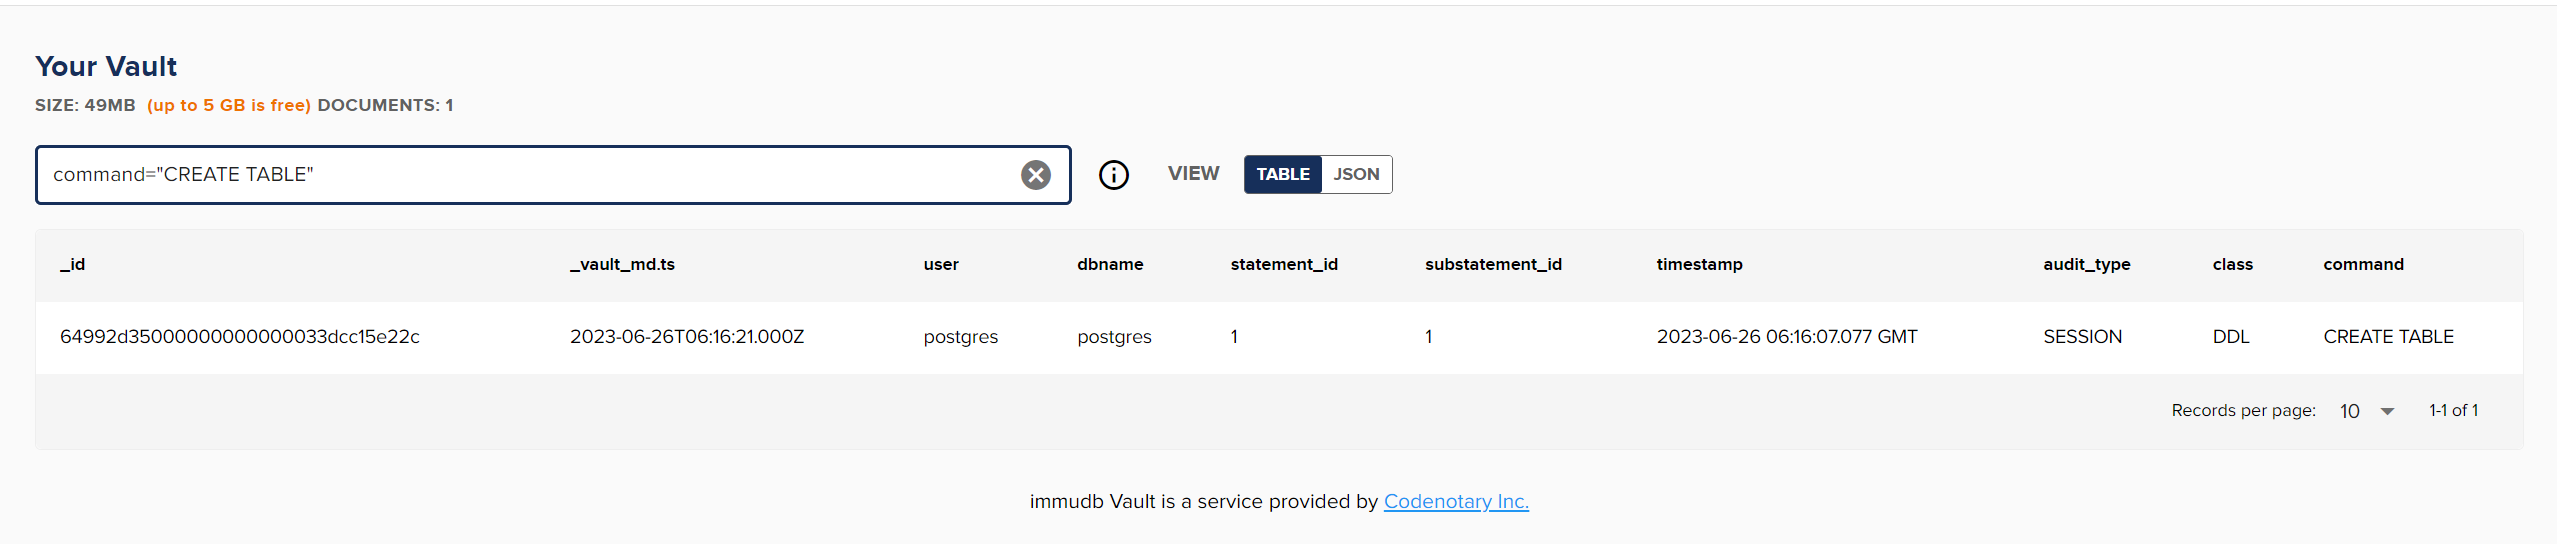 Your Vault
SIZE: 49MB (up to 5 GB is free) DOCUMENTS: 1
command="CREATE TABLE" VIEW TABLE JSON
_id _vault_md.ts user dbname statement_id substatement_id timestamp audit_type class command
64992d35000000000000033dcc15e22c 2023-06-26T06:16:21.000Z postgres postgres 1 1 2023-06-26 06:16:07.077 GMT SESSION DDL CREATE TABLE
Records per page: 10 1-1 of 1
immudb Vault is a service provided by Codenotary Inc.